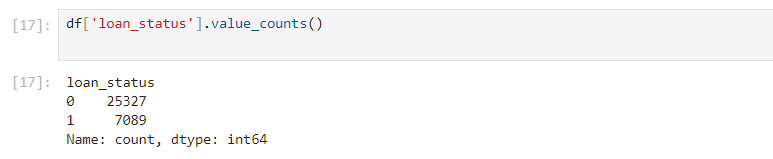 [17]: df['loan_status'].value_counts()
[17]: loan_status
0    25327
1     7089
Name: count, dtype: int64